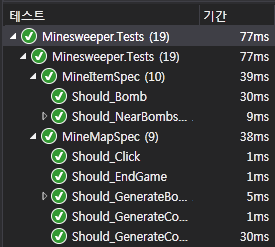 테스트 기간
Minesweeper.Tests (19) 77ms
Minesweeper.Tests (19) 77ms
MineItemSpec (10) 39ms
Should_Bomb 30ms
Should_NearBombs... 9ms
MineMapSpec (9) 38ms
Should_Click 1ms
Should_EndGame 1ms
Should_GenerateBo... 5ms
Should_GenerateCo... 1ms
Should_GenerateCo... 30ms